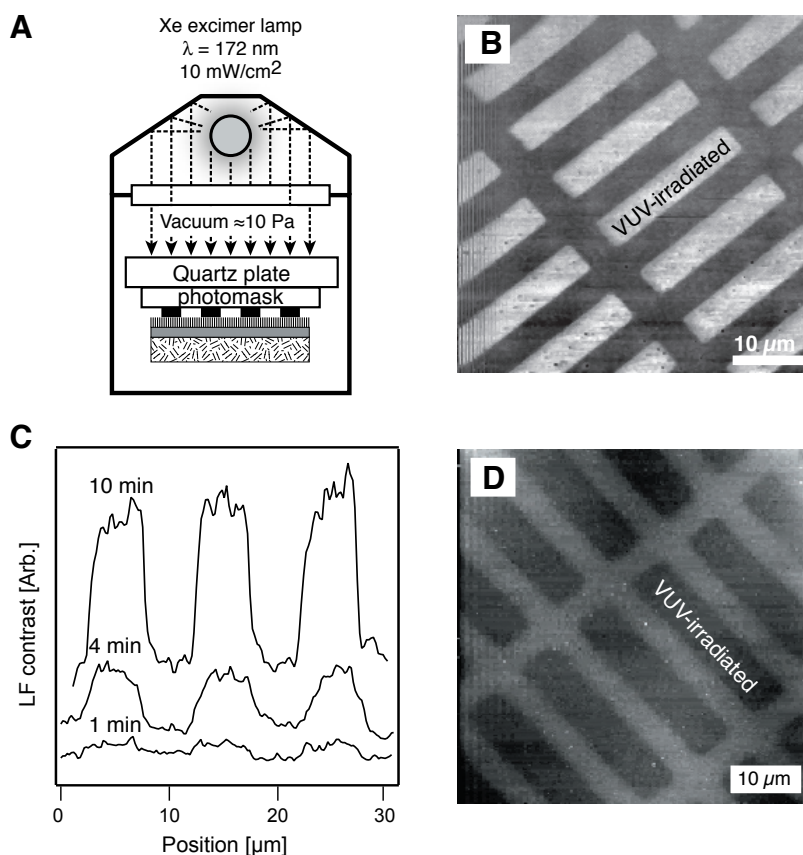 A
Xe excimer lamp
λ = 172 nm
10 mW/cm2
Vacuum ≈10 Pa
Quartz plate
photomask
B
VUV-irradiated
10 µm
C
10 min
4 min
1 min
LF contrast [Arb.]
0 10 20 30
Position [µm]
D
VUV-irradiated
10 µm